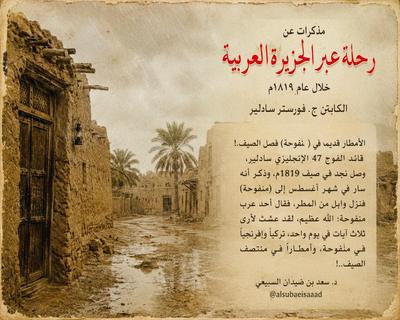 مذكرات عن
رحلة عبر الجزيرة العربية
خلال عام ١٨١٩م
الكابتن ج. فورستر سادلير
الأمطار قديما في ( منفوحة) فصل الصيف.!
قائد الفوج 47 الإنجليزي سادلير،
وصل نجد في صيف 1819م، وذكر أنه
سار في شهر أغسطس إلى (منفوحة)
فنزل وابل من المطر، فقال أحد عرب
منفوحة: الله عظيم، لقد عشت لأرى
ثلاث آيات في يوم واحد، تركياً وإفرنجياً
في منفوحة، وأمطاراً في منتصف
الصيف..!
د. سعد بن ضيدان السبيعي
@alsubaeisaaad